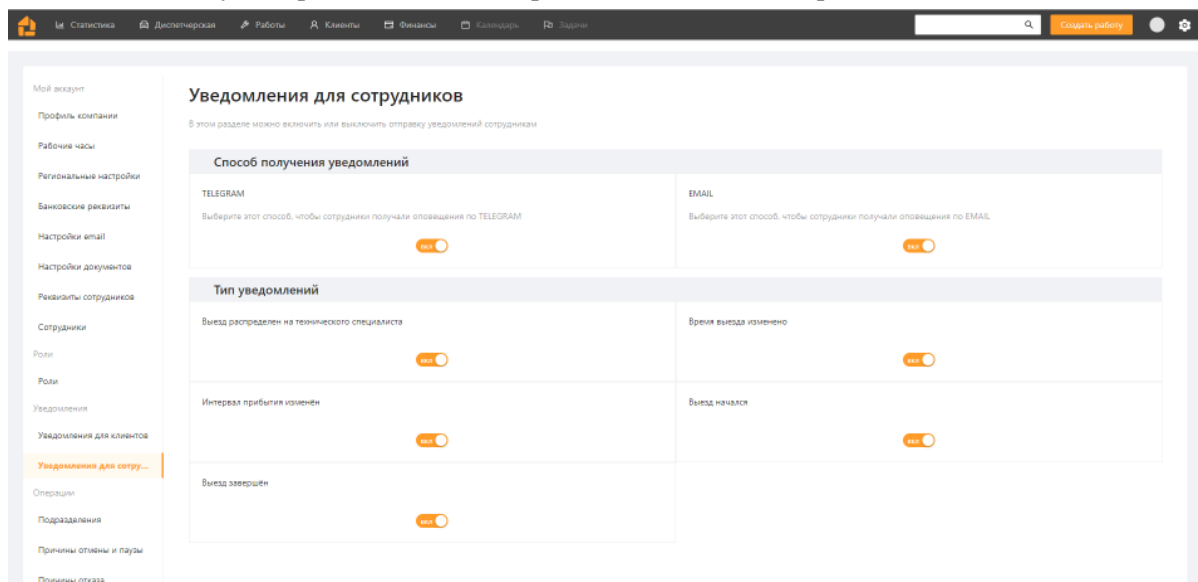 Статистика Диспетчерская Работы Клиенты Финансы Календарь Задачи Создать работу
Мой аккаунт
Профиль компании
Рабочие часы
Региональные настройки
Банковские реквизиты
Настройки email
Настройки документов
Реквизиты сотрудников
Сотрудники
Роли
Роли
Уведомления
Уведомления для клиентов
Уведомления для сотру...
Операции
Подразделения
Причины отмены и паузы
Причины отказа
Уведомления для сотрудников
В этом разделе можно включить или выключить отправку уведомлений сотрудникам
Способ получения уведомлений
TELEGRAM
Выберите этот способ, чтобы сотрудники получали оповещения по TELEGRAM
ВКЛ
EMAIL
Выберите этот способ, чтобы сотрудники получали оповещения по EMAIL
ВКЛ
Тип уведомлений
Выезд распределен на технического специалиста
ВКЛ
Время выезда изменено
ВКЛ
Интервал прибытия изменён
ВКЛ
Выезд начался
ВКЛ
Выезд завершён
ВКЛ